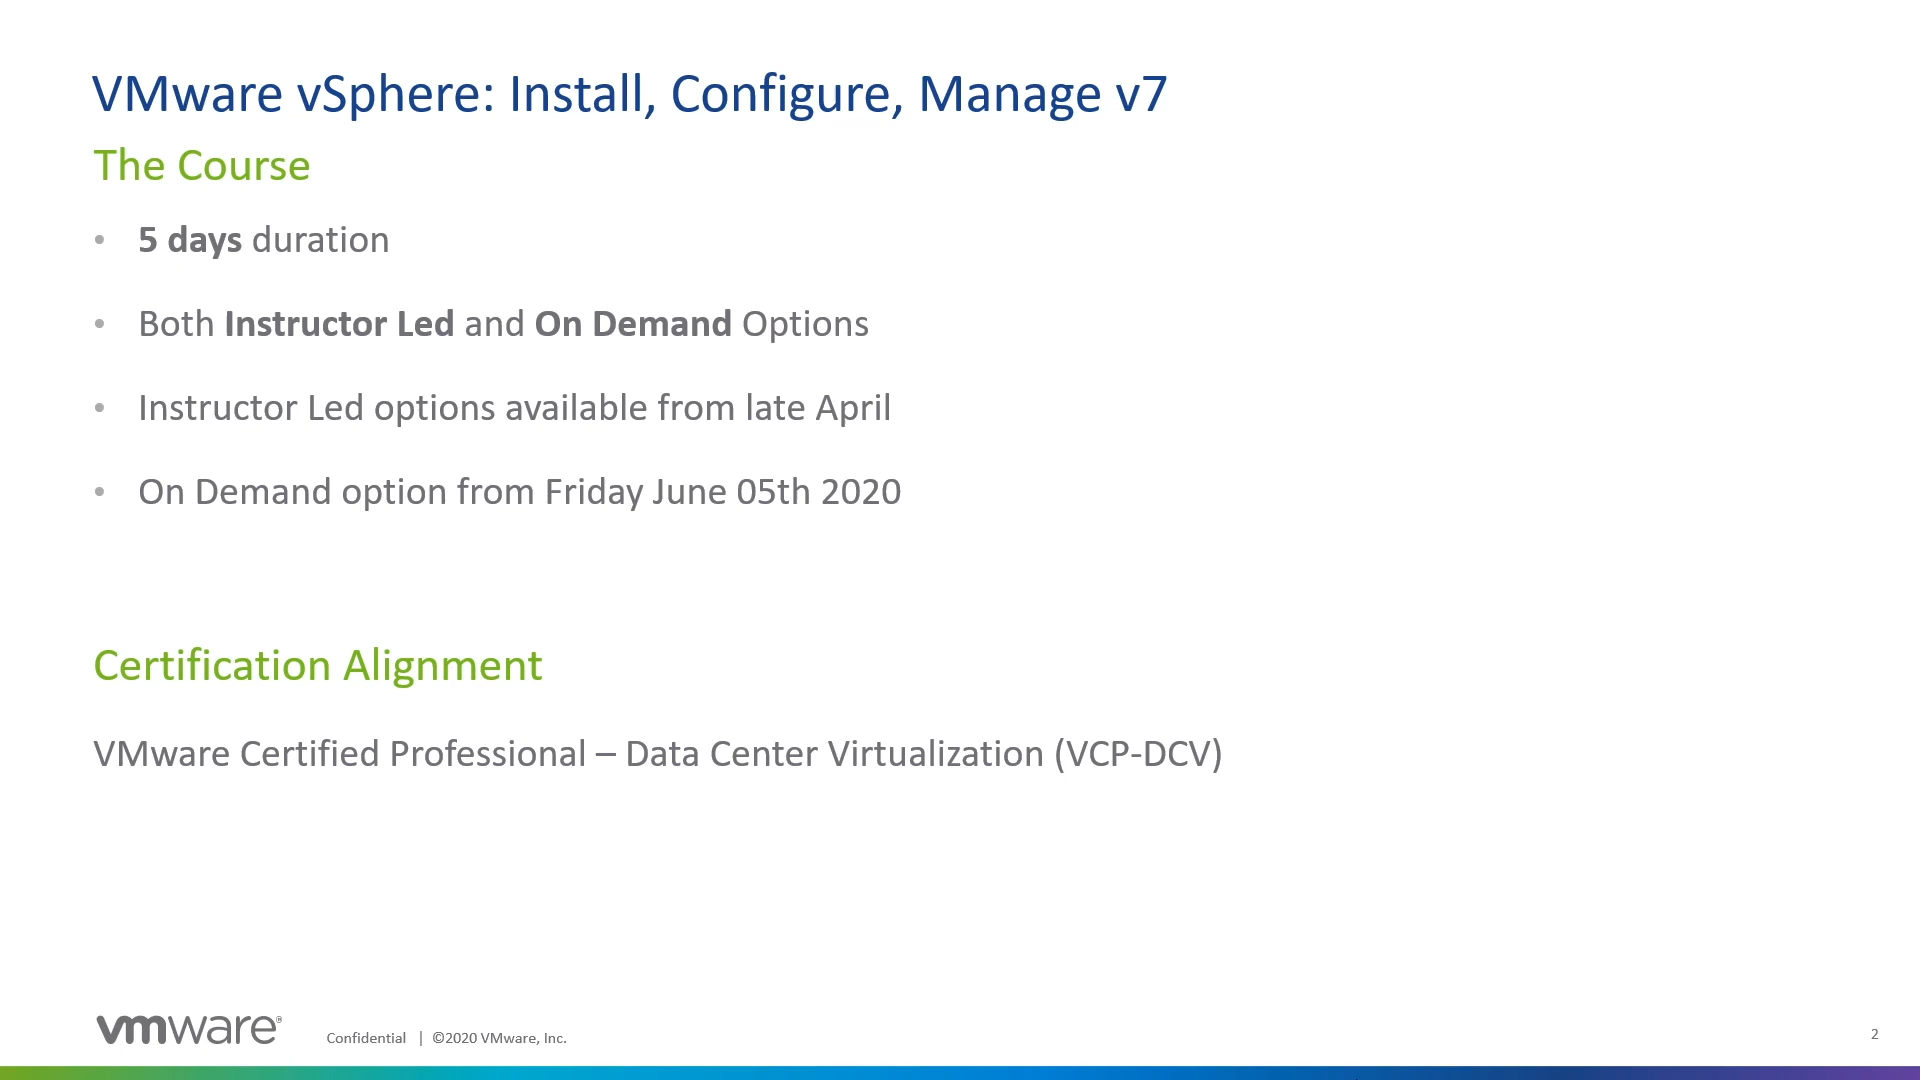 VMware vSphere: Install, Configure, Manage v7
The Course
• 5 days duration
• Both Instructor Led and On Demand Options
• Instructor Led options available from late April
• On Demand option from Friday June 05th 2020
Certification Alignment
VMware Certified Professional – Data Center Virtualization (VCP-DCV)
vmware®
Confidential | ©2020 VMware, Inc.
2